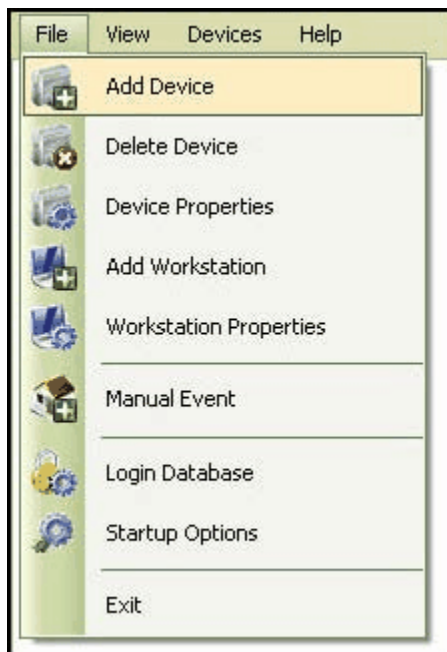 File View Devices Help
Add Device
Delete Device
Device Properties
Add Workstation
Workstation Properties
Manual Event
Login Database
Startup Options
Exit